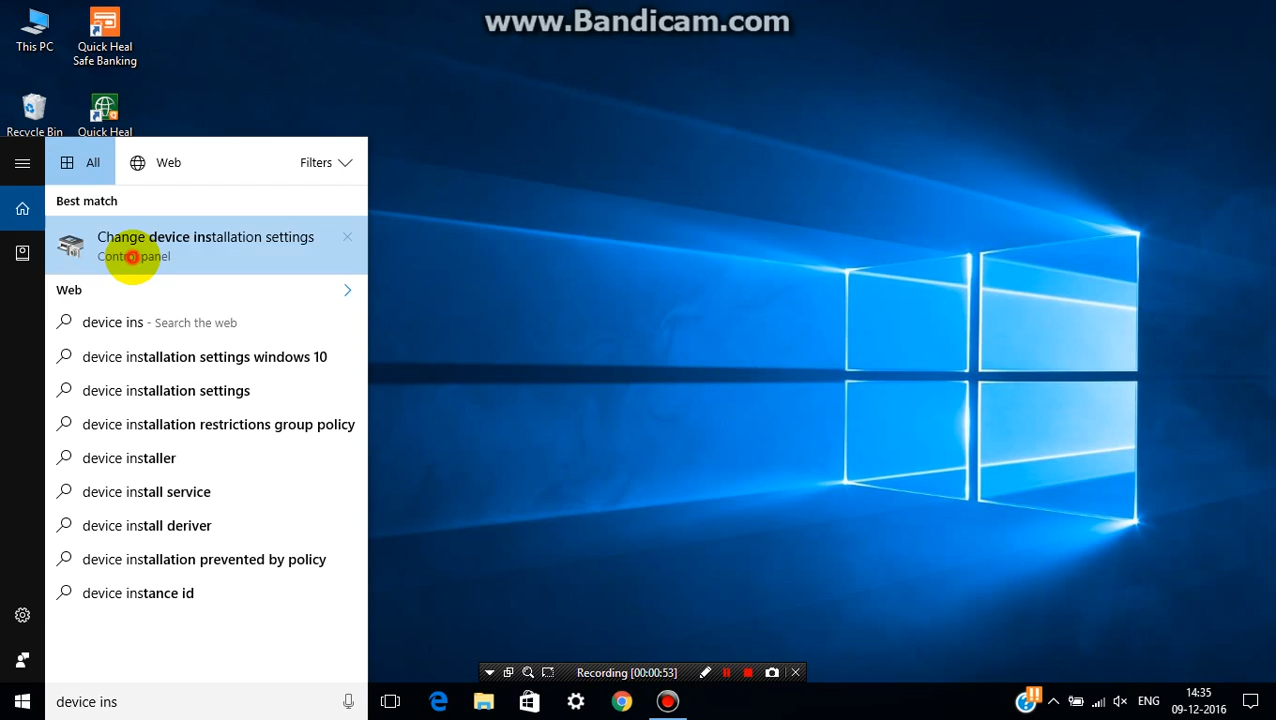 www.Bandicam.com
This PC
Quick Heal
Safe Banking
Recycle Bin
Quick Heal
All
Web
Filters
Best match
Change device installation settings
Control panel
Web
device ins - Search the web
device installation settings windows 10
device installation settings
device installation restrictions group policy
device installer
device install service
device install deriver
device installation prevented by policy
device instance id
Recording [00:00:53]
device ins
ENG
14:35
09-12-2016